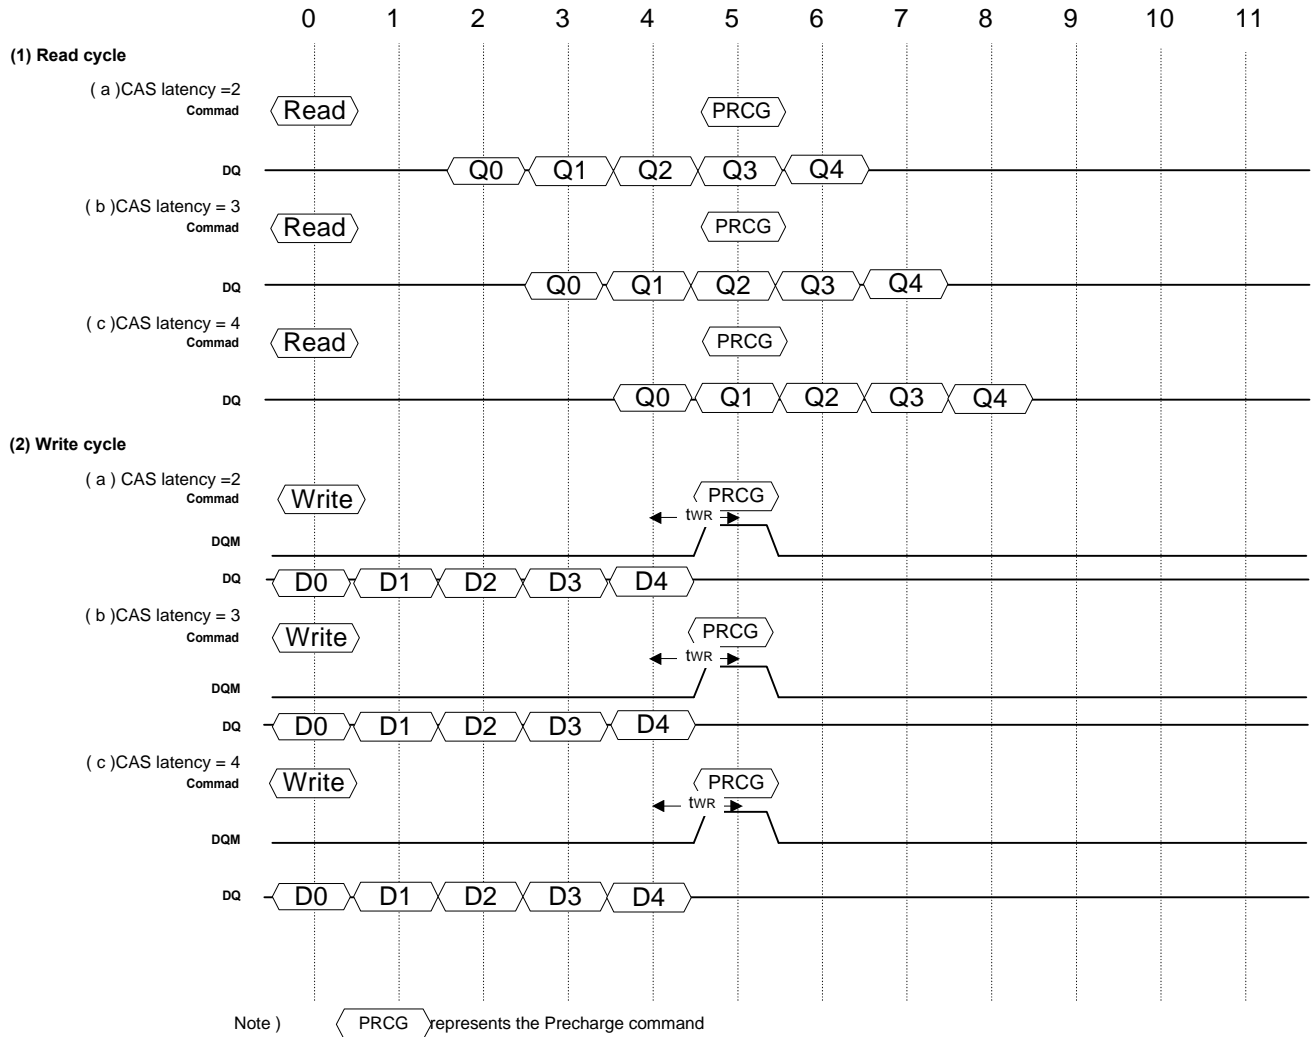 0 1 2 3 4 5 6 7 8 9 10 11
(1) Read cycle
( a )CAS latency =2
Commad Read PRCG
DQ Q0 Q1 Q2 Q3 Q4
( b )CAS latency = 3
Commad Read PRCG
DQ Q0 Q1 Q2 Q3 Q4
( c )CAS latency = 4
Commad Read PRCG
DQ Q0 Q1 Q2 Q3 Q4
(2) Write cycle
( a ) CAS latency =2
Commad Write PRCG
tWR
DQM
DQ D0 D1 D2 D3 D4
( b )CAS latency = 3
Commad Write PRCG
tWR
DQM
DQ D0 D1 D2 D3 D4
( c )CAS latency = 4
Commad Write PRCG
tWR
DQM
DQ D0 D1 D2 D3 D4
Note ) PRCG represents the Precharge command